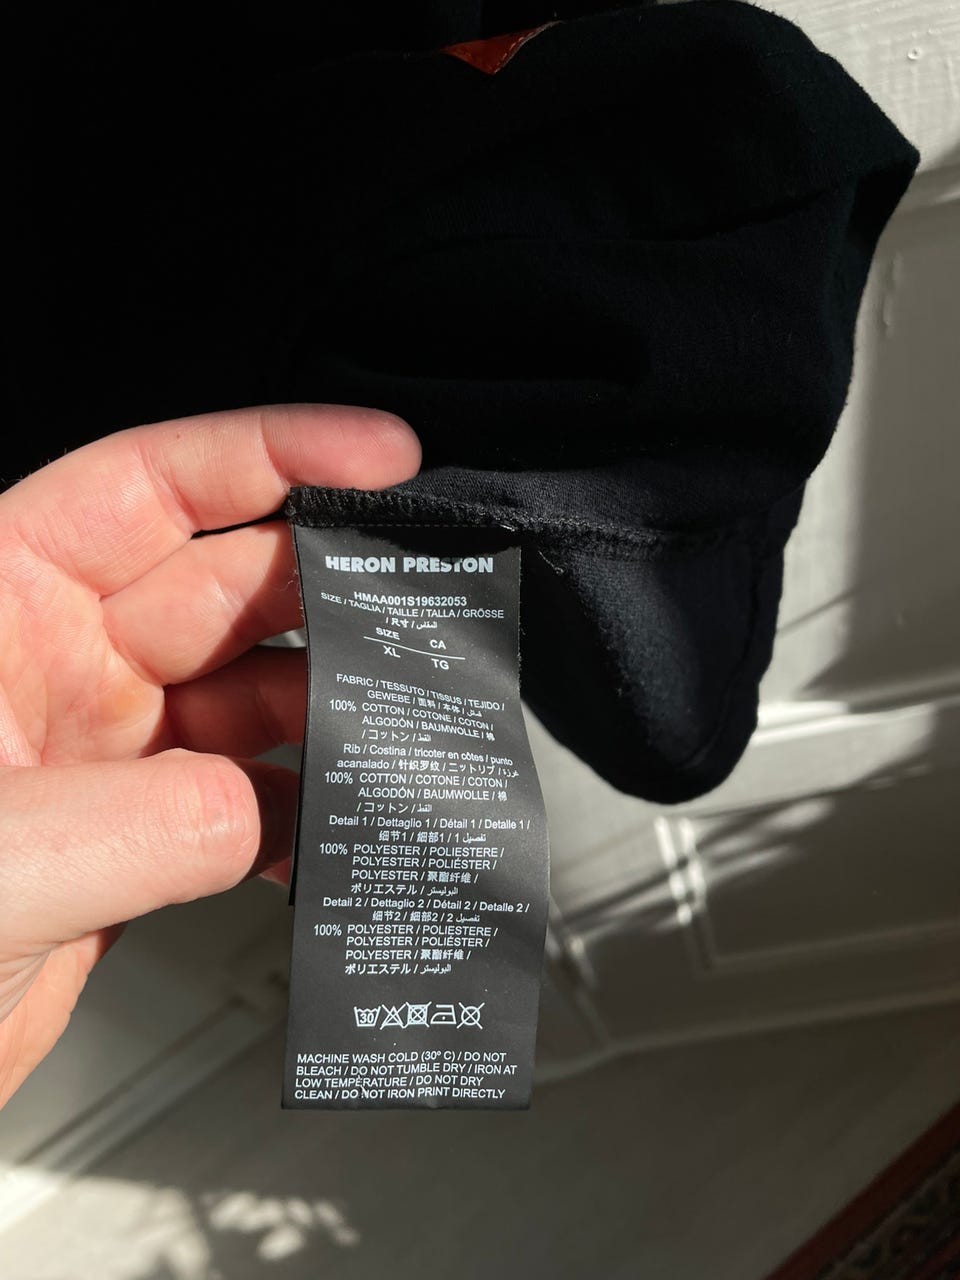 HERON PRESTON
HMAA001S19632053
SIZE / TAGLIA / TAILLE / TALLA / GRÖSSE
/ 尺寸 / المقاس
SIZE CA
XL TG
FABRIC / TESSUTO / TISSUS / TEJIDO /
GEWEBE / 面料 / 本体 / قماش
100% COTTON / COTONE / COTON /
ALGODÓN / BAUMWOLLE / 棉
/ コットン / القطن
Rib / Costina / tricoter en côtes / punto
acanalado / 针织罗纹 / ニットリブ / غرزة
100% COTTON / COTONE / COTON /
ALGODÓN / BAUMWOLLE / 棉
/ コットン / القطن
Detail 1 / Dettaglio 1 / Détail 1 / Detalle 1 /
细节1 / 細部1 / تفصيل 1
100% POLYESTER / POLIESTERE /
POLYESTER / POLIÉSTER /
POLYESTER / 聚酯纤维 /
ポリエステル / البوليستر
Detail 2 / Dettaglio 2 / Détail 2 / Detalle 2 /
细节2 / 細部2 / تفصيل 2
100% POLYESTER / POLIESTERE /
POLYESTER / POLIÉSTER /
POLYESTER / 聚酯纤维 /
ポリエステル / البوليستر
30
MACHINE WASH COLD (30º C) / DO NOT
BLEACH / DO NOT TUMBLE DRY / IRON AT
LOW TEMPÉRATURE / DO NOT DRY
CLEAN / DO NOT IRON PRINT DIRECTLY